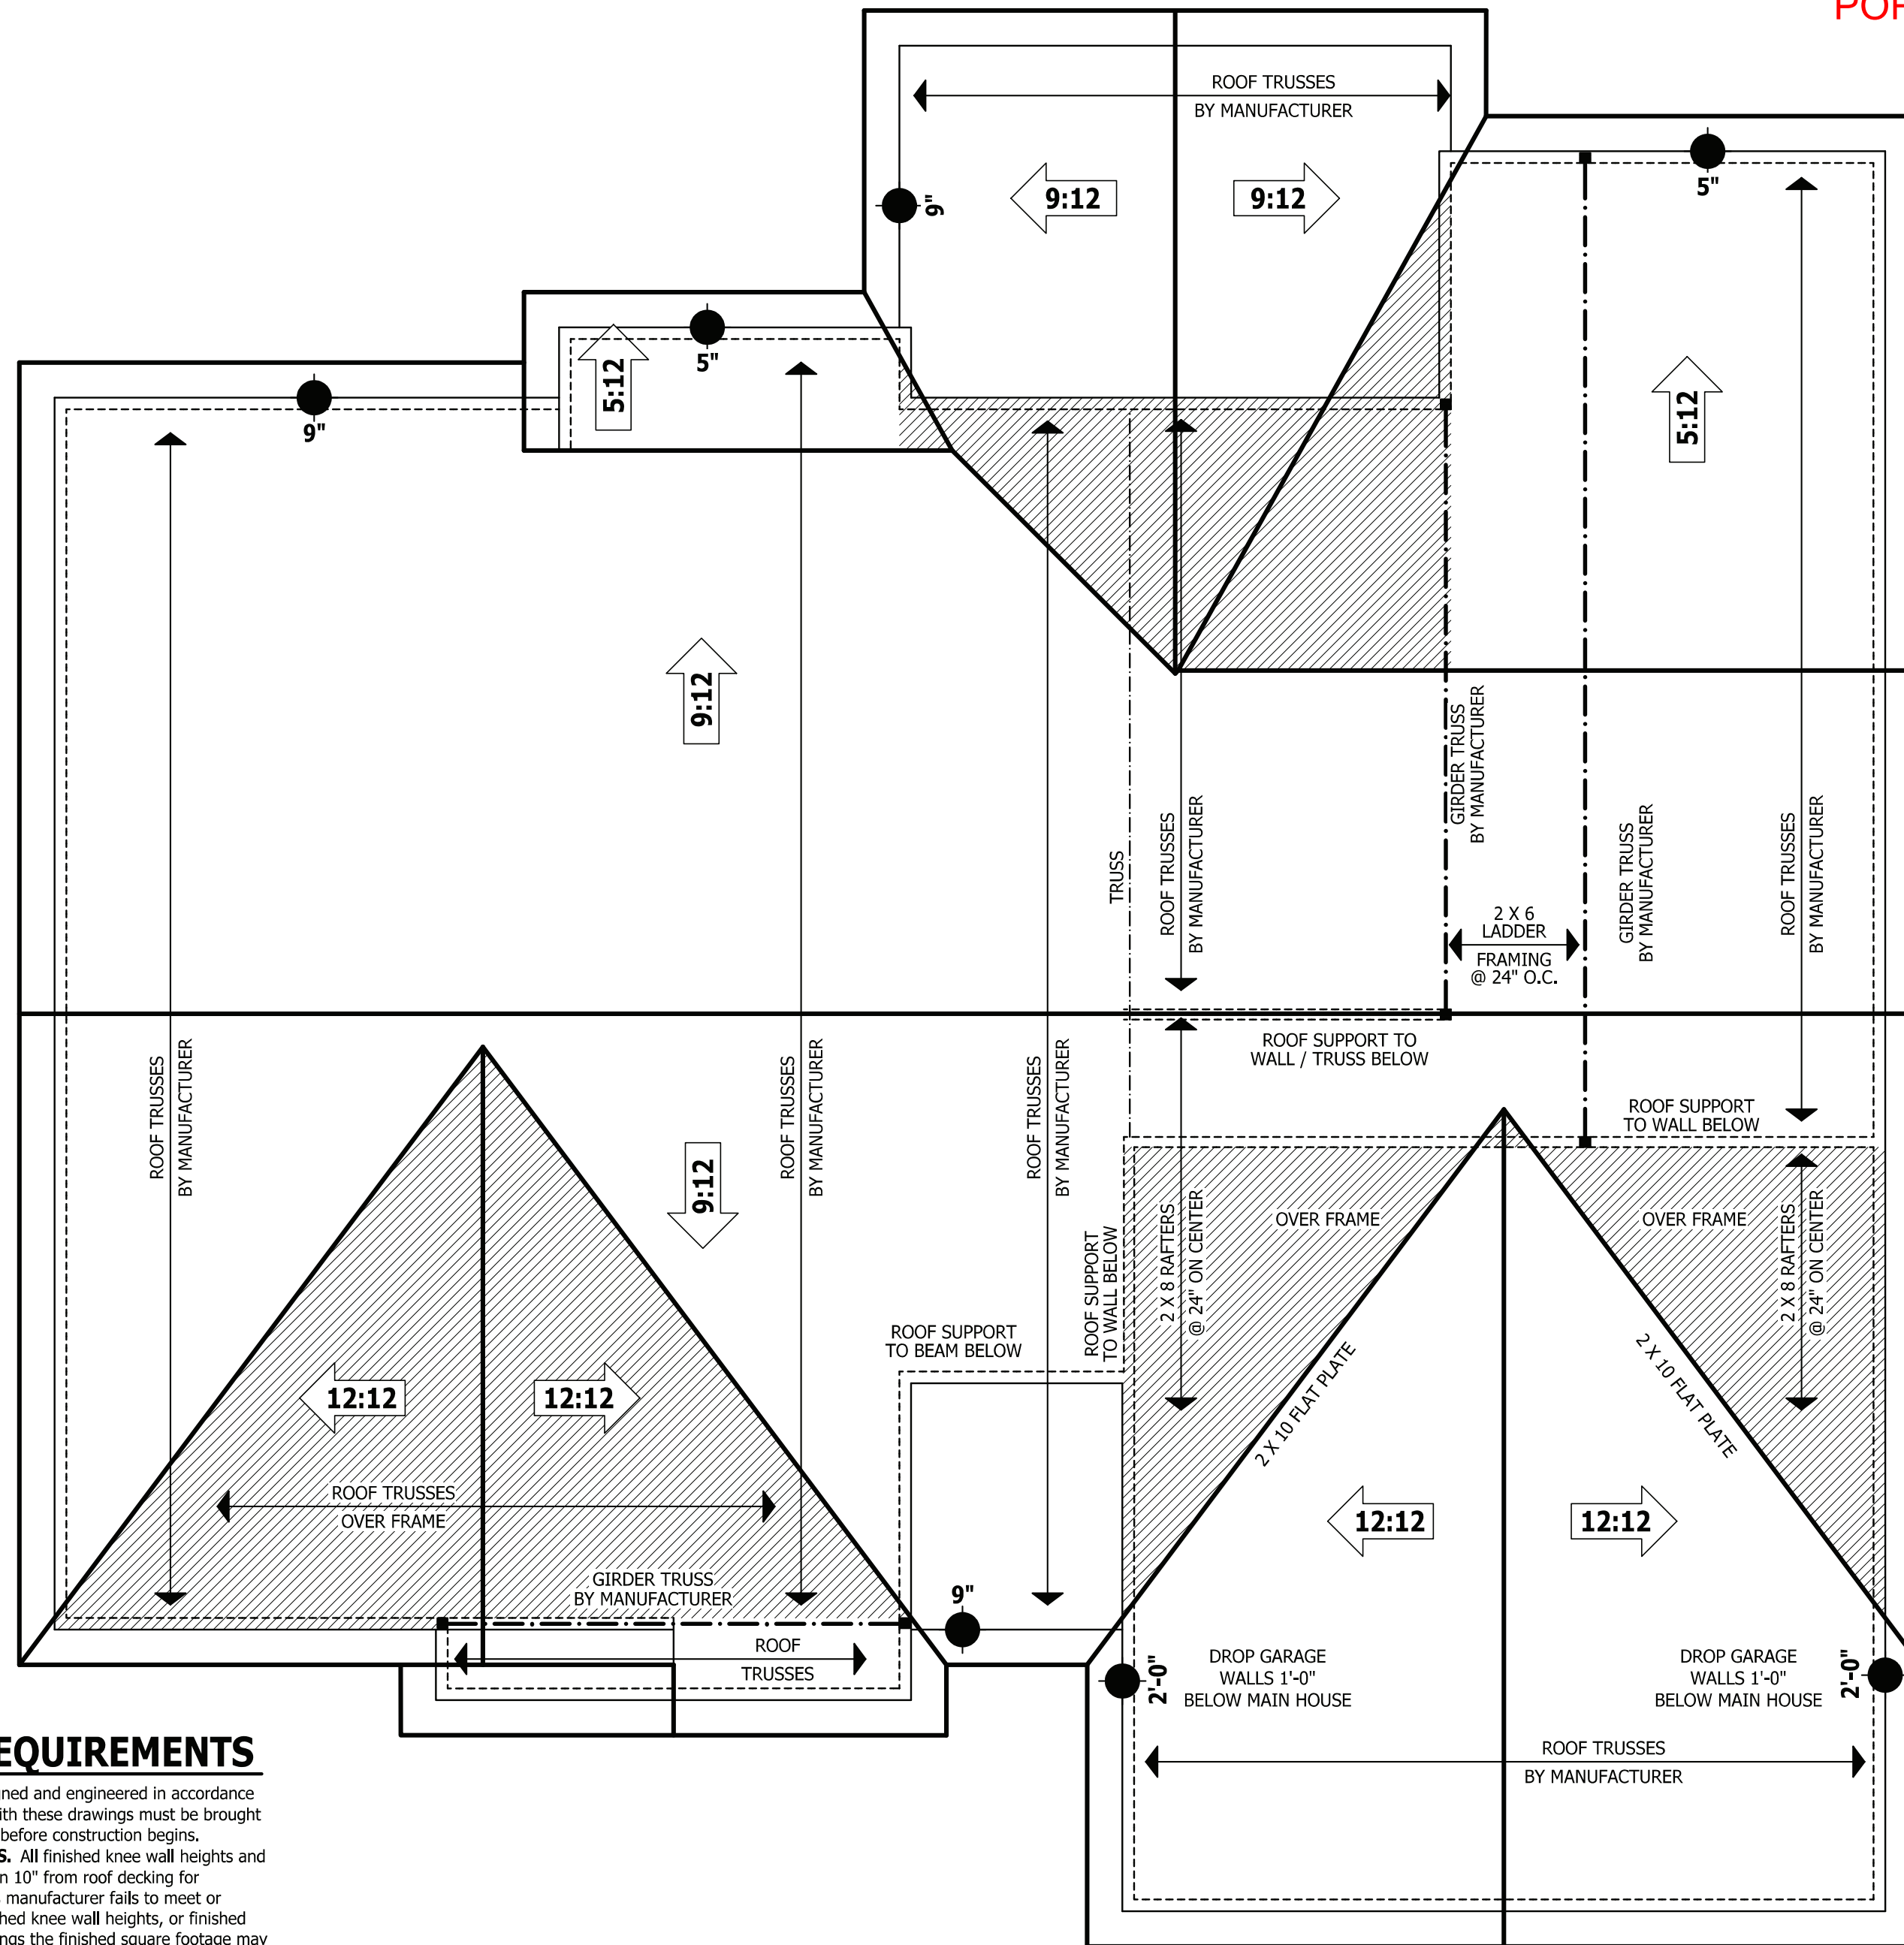 ROOF TRUSSES
BY MANUFACTURER
9:12
9:12
9"
5"
5:12
5"
9"
5:12
9:12
GIRDER TRUSS
BY MANUFACTURER
TRUSS
ROOF TRUSSES
BY MANUFACTURER
GIRDER TRUSS
BY MANUFACTURER
ROOF TRUSSES
BY MANUFACTURER
2 X 6
LADDER
FRAMING
@ 24" O.C.
ROOF SUPPORT TO
WALL / TRUSS BELOW
ROOF TRUSSES
BY MANUFACTURER
ROOF TRUSSES
BY MANUFACTURER
ROOF TRUSSES
BY MANUFACTURER
ROOF SUPPORT
TO WALL BELOW
9:12
OVER FRAME
OVER FRAME
2 X 8 RAFTERS
@ 24" ON CENTER
2 X 8 RAFTERS
@ 24" ON CENTER
ROOF SUPPORT
TO WALL BELOW
ROOF SUPPORT
TO BEAM BELOW
2 X 10 FLAT PLATE
2 X 10 FLAT PLATE
12:12
12:12
ROOF TRUSSES
OVER FRAME
12:12
12:12
GIRDER TRUSS
BY MANUFACTURER
9"
ROOF
TRUSSES
2'-0"
DROP GARAGE
WALLS 1'-0"
BELOW MAIN HOUSE
DROP GARAGE
WALLS 1'-0"
BELOW MAIN HOUSE
2'-0"
ROOF TRUSSES
BY MANUFACTURER
EQUIREMENTS
ned and engineered in accordance
ith these drawings must be brought
before construction begins.
S. All finished knee wall heights and
n 10" from roof decking for
manufacturer fails to meet or
hed knee wall heights, or finished
ngs the finished square footage may